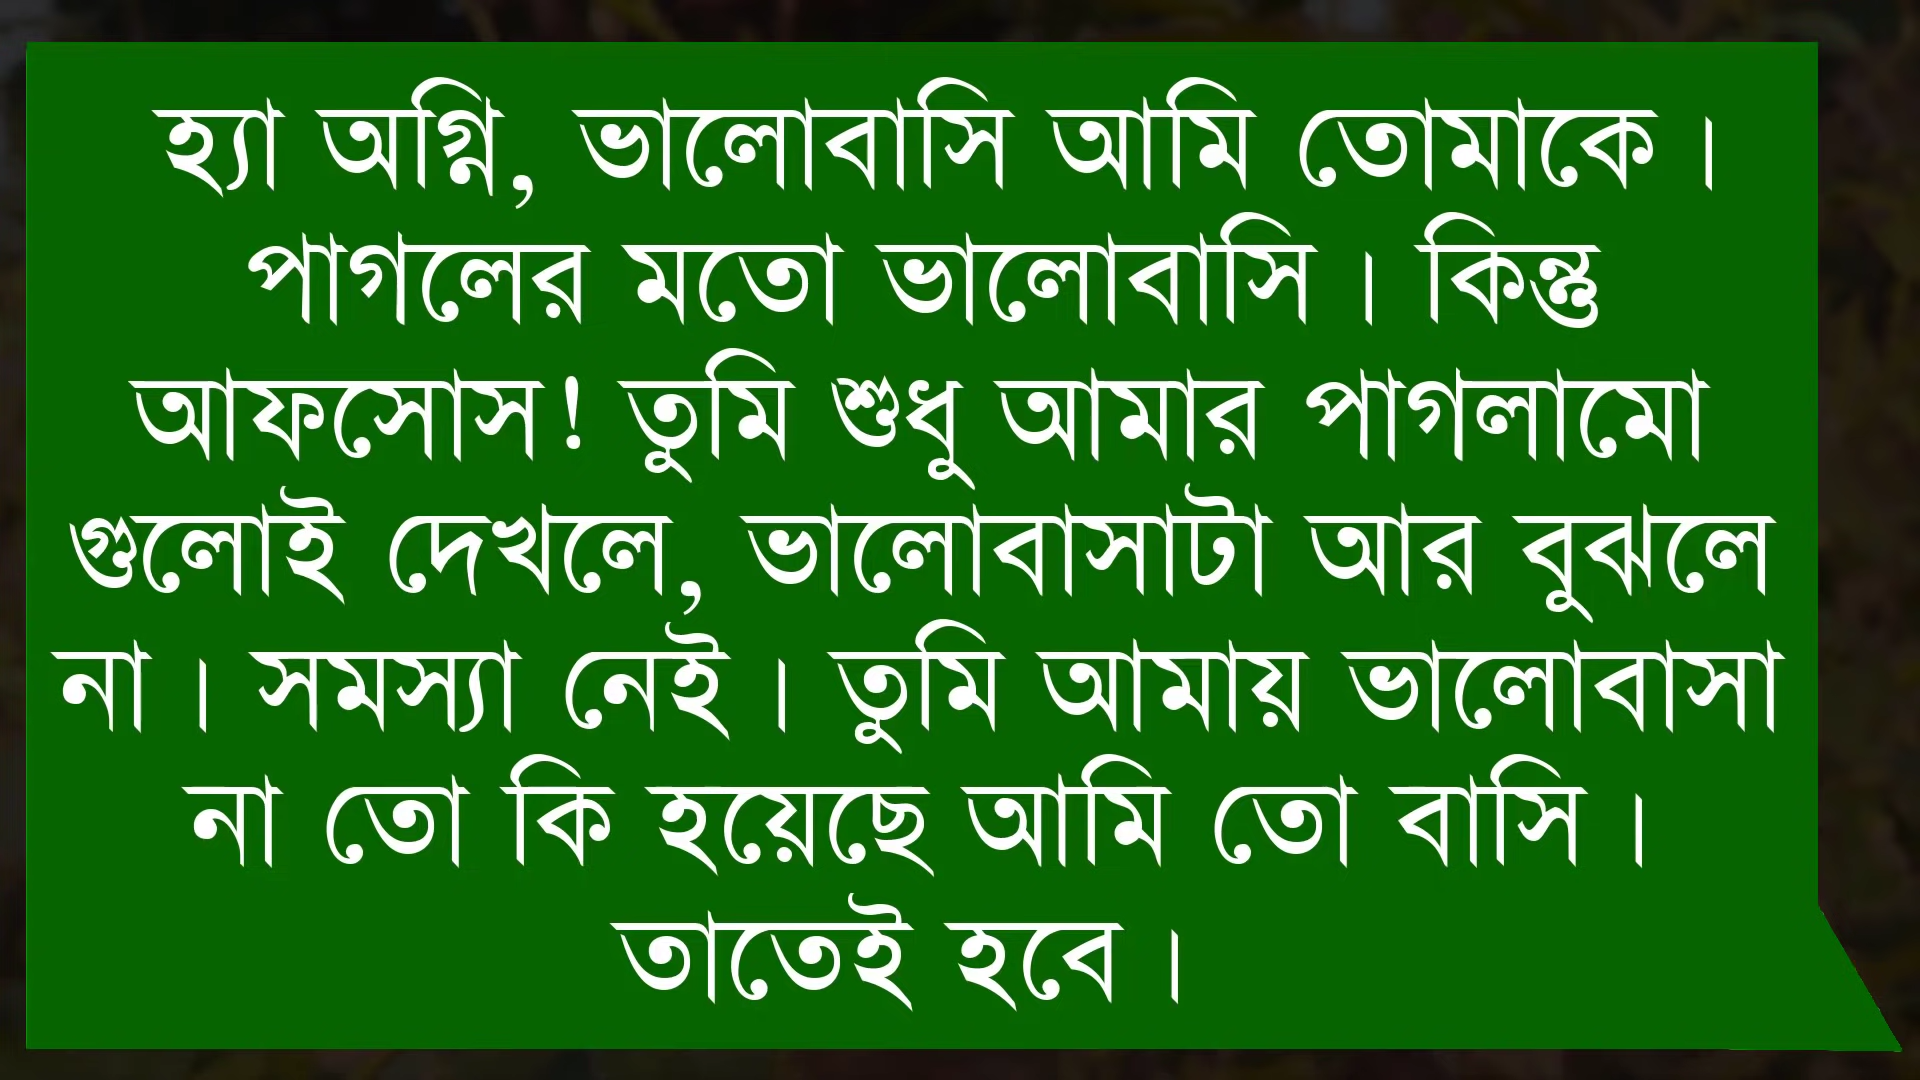 হ্যা অগ্নি, ভালোবাসি আমি তোমাকে ।
পাগলের মতো ভালোবাসি । কিন্তু
আফসোস! তুমি শুধু আমার পাগলামো
গুলোই দেখলে, ভালোবাসাটা আর বুঝলে
না । সমস্যা নেই । তুমি আমায় ভালোবাসা
না তো কি হয়েছে আমি তো বাসি ।
তাতেই হবে ।